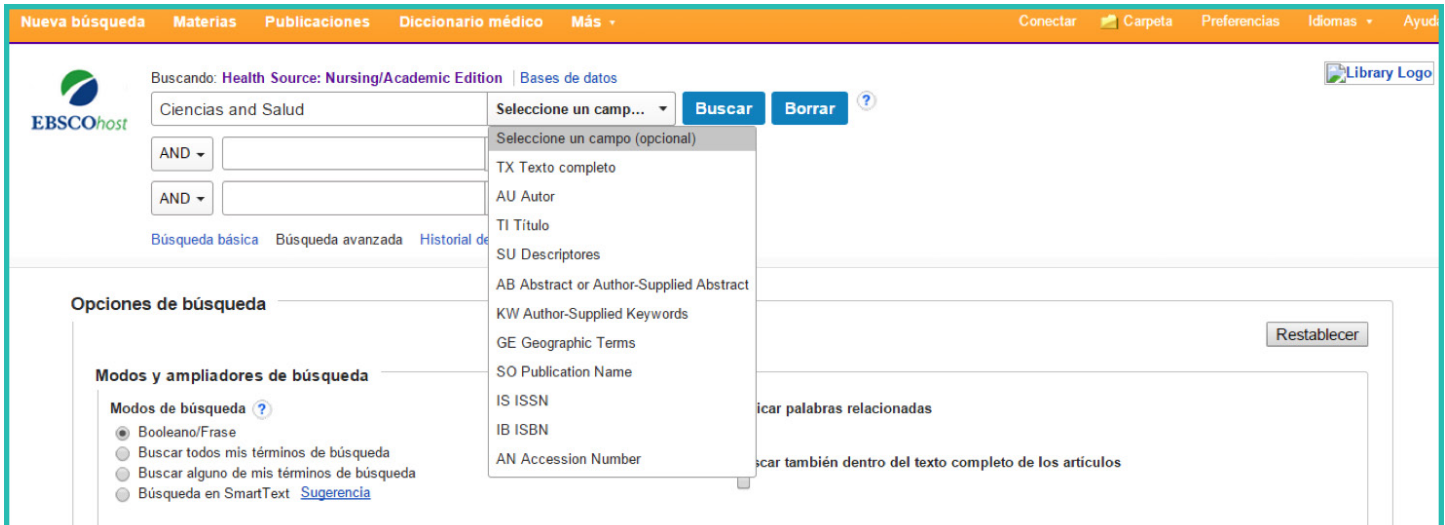 Nueva búsqueda Materias Publicaciones Diccionario médico Más Conectar Carpeta Preferencias Idiomas Ayuda
Buscando: Health Source: Nursing/Academic Edition | Bases de datos
Library Logo
EBSCOhost
Ciencias and Salud Seleccione un camp... Buscar Borrar ?
Seleccione un campo (opcional)
AND
TX Texto completo
AU Autor
AND
TI Título
Búsqueda básica Búsqueda avanzada Historial de
SU Descriptores
AB Abstract or Author-Supplied Abstract
KW Author-Supplied Keywords
GE Geographic Terms
SO Publication Name
IS ISSN
IB ISBN
AN Accession Number
Opciones de búsqueda
Restablecer
Modos y ampliadores de búsqueda
Modos de búsqueda ?
Booleano/Frase
Buscar todos mis términos de búsqueda
Buscar alguno de mis términos de búsqueda
Búsqueda en SmartText Sugerencia
icar palabras relacionadas
scar también dentro del texto completo de los artículos